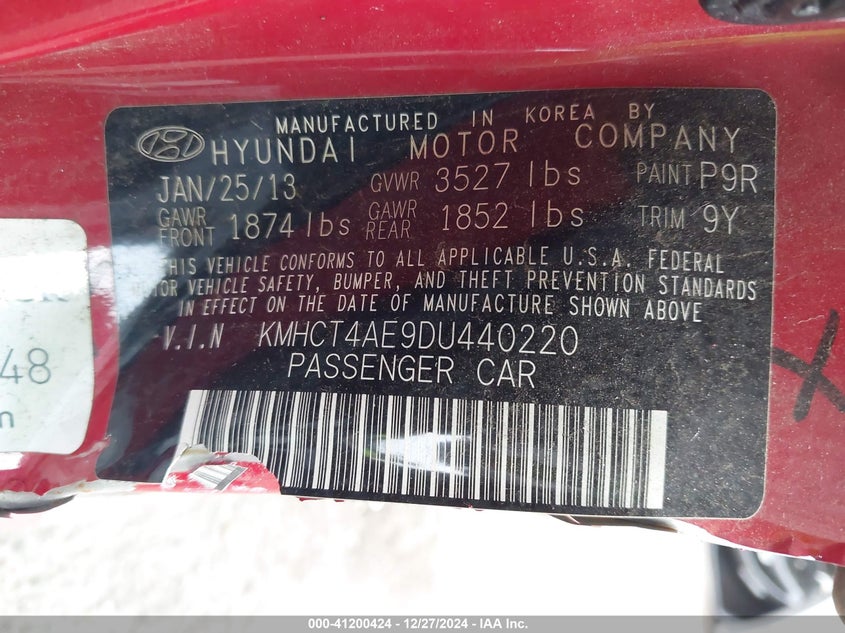 MANUFACTURED IN KOREA BY
HYUNDAI MOTOR COMPANY
JAN/25/13 GVWR 3527 lbs PAINT P9R
GAWR FRONT 1874 lbs GAWR REAR 1852 lbs TRIM 9Y
THIS VEHICLE CONFORMS TO ALL APPLICABLE U.S.A. FEDERAL
MOTOR VEHICLE SAFETY, BUMPER, AND THEFT PREVENTION STANDARDS
IN EFFECT ON THE DATE OF MANUFACTURE SHOWN ABOVE
V.I.N KMHCT4AE9DU440220
PASSENGER CAR
48
X
000-41200424 - 12/27/2024 - IAA Inc.